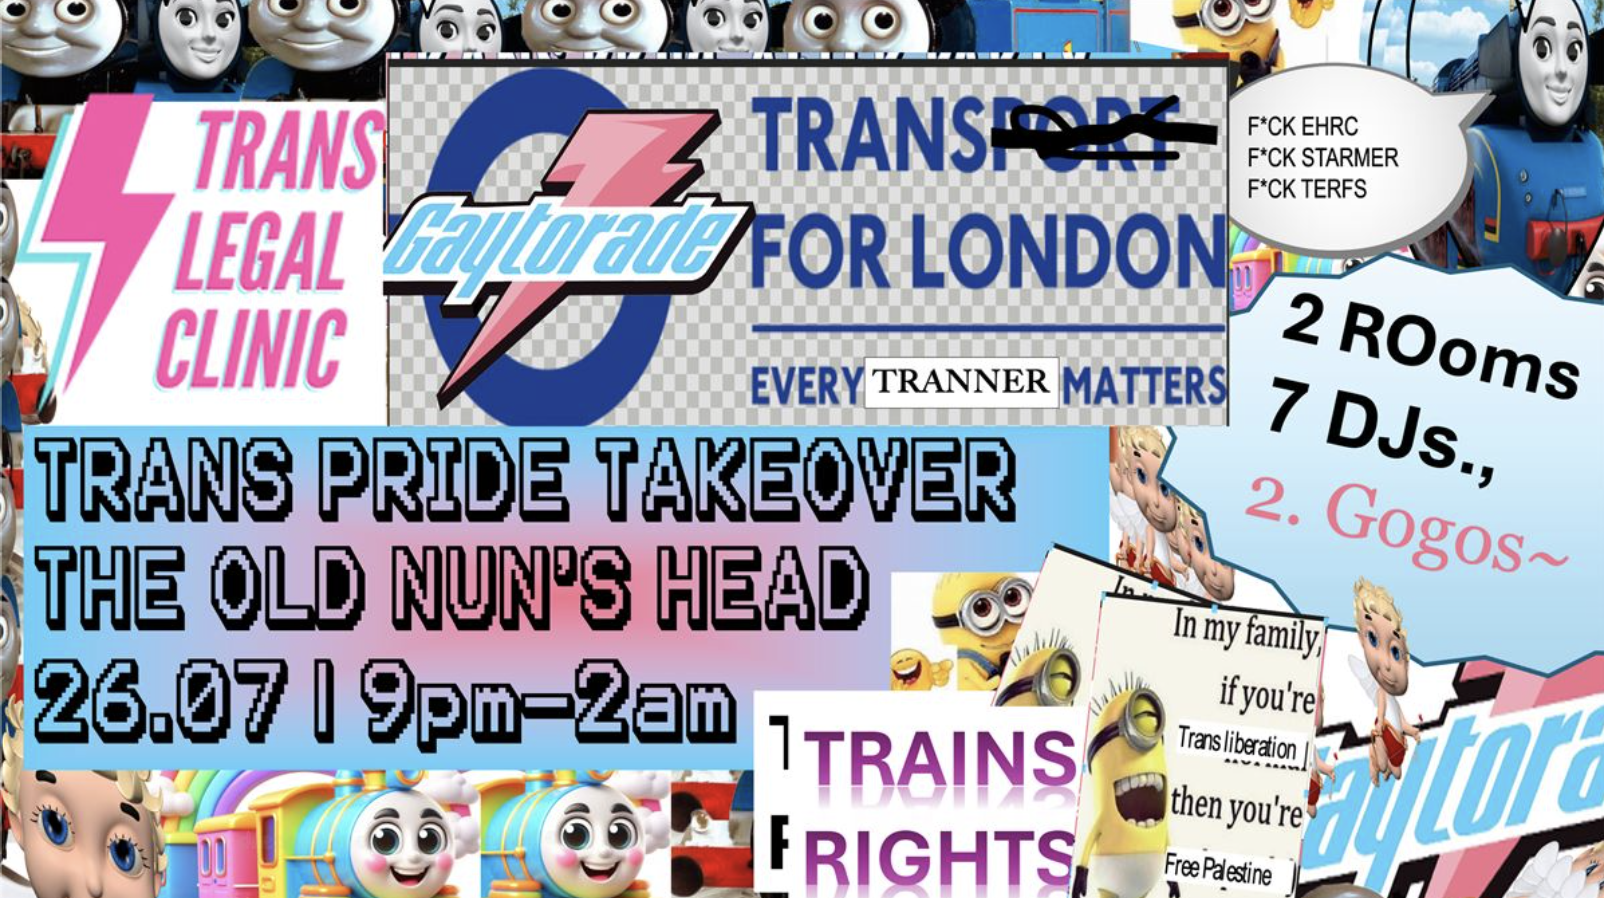 TRANS
LEGAL
CLINIC
Gaytorade
TRANSPORT
FOR LONDON
EVERY TRANNER MATTERS
F*CK EHRC
F*CK STARMER
F*CK TERFS
2 ROoms
7 DJs.,
2. Gogos~
TRANS PRIDE TAKEOVER
THE OLD NUN'S HEAD
26.07 | 9pm-2am
TRAINS
RIGHTS
In my family,
if you're
Trans liberation
then you're
Free Palestine
aytora